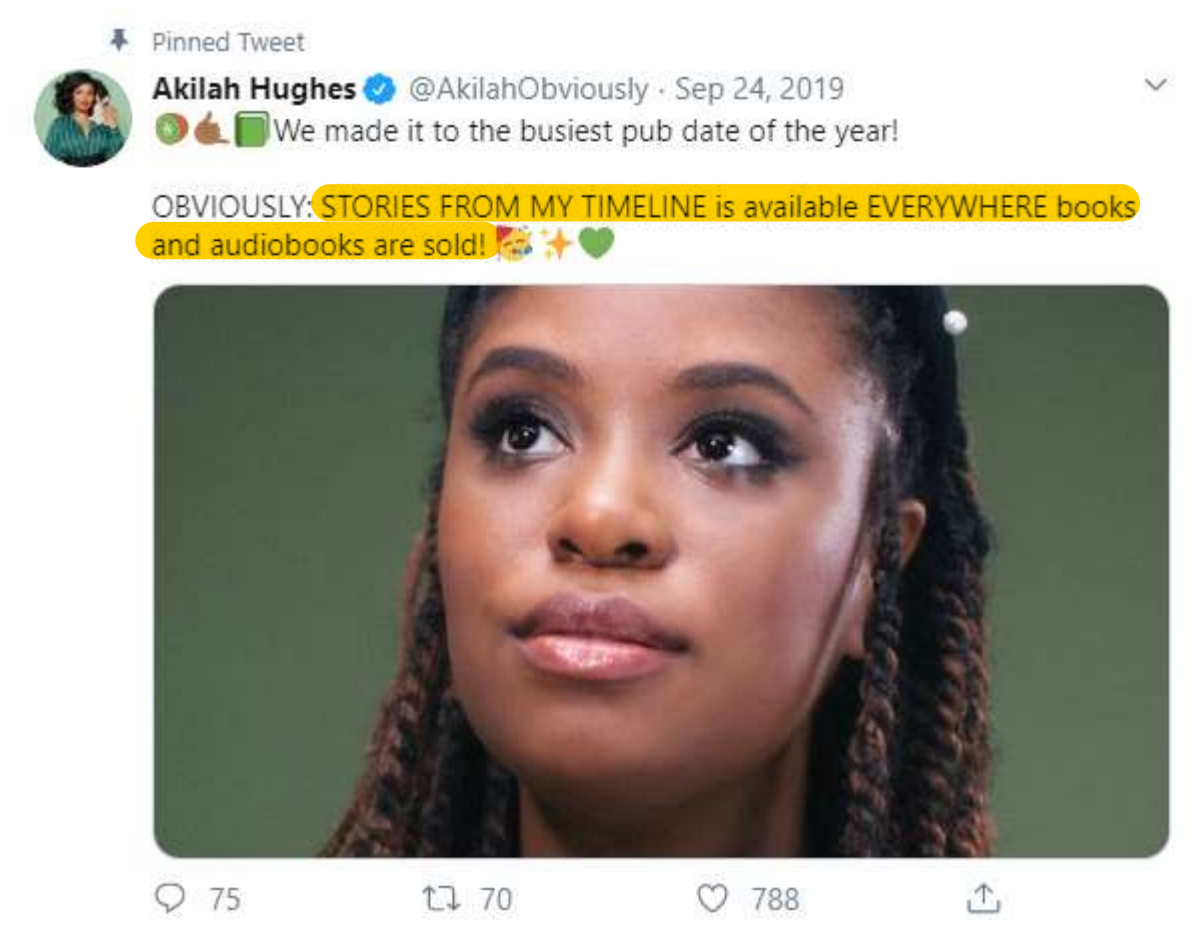 Pinned Tweet
Akilah Hughes @AkilahObviously · Sep 24, 2019
🥝🤙🏾📗We made it to the busiest pub date of the year!
OBVIOUSLY: STORIES FROM MY TIMELINE is available EVERYWHERE books
and audiobooks are sold! 🥳✨💚
75 70 788